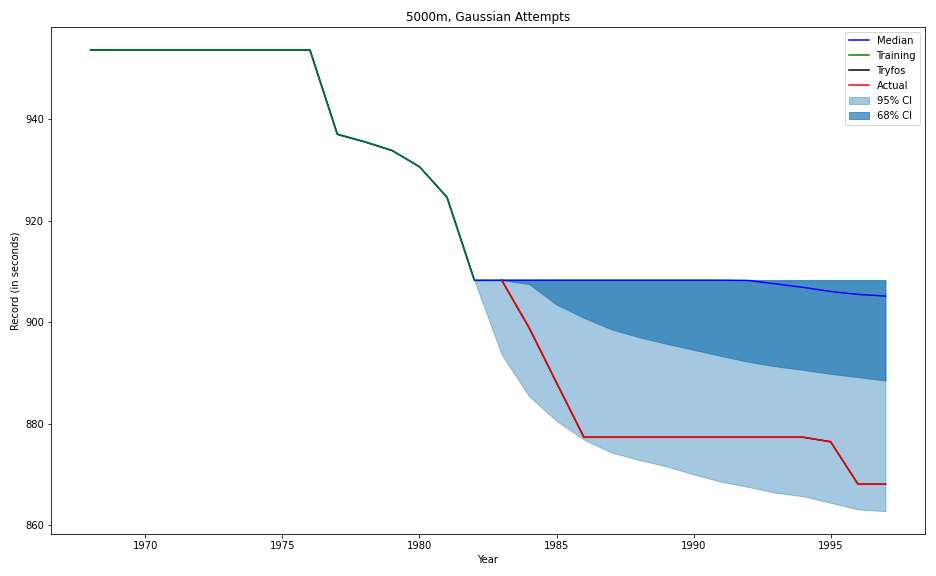 5000m, Gaussian Attempts
Median
Training
Tryfos
Actual
95% CI
68% CI
940
920
900
880
860
Record (in seconds)
1970
1975
1980
1985
1990
1995
Year